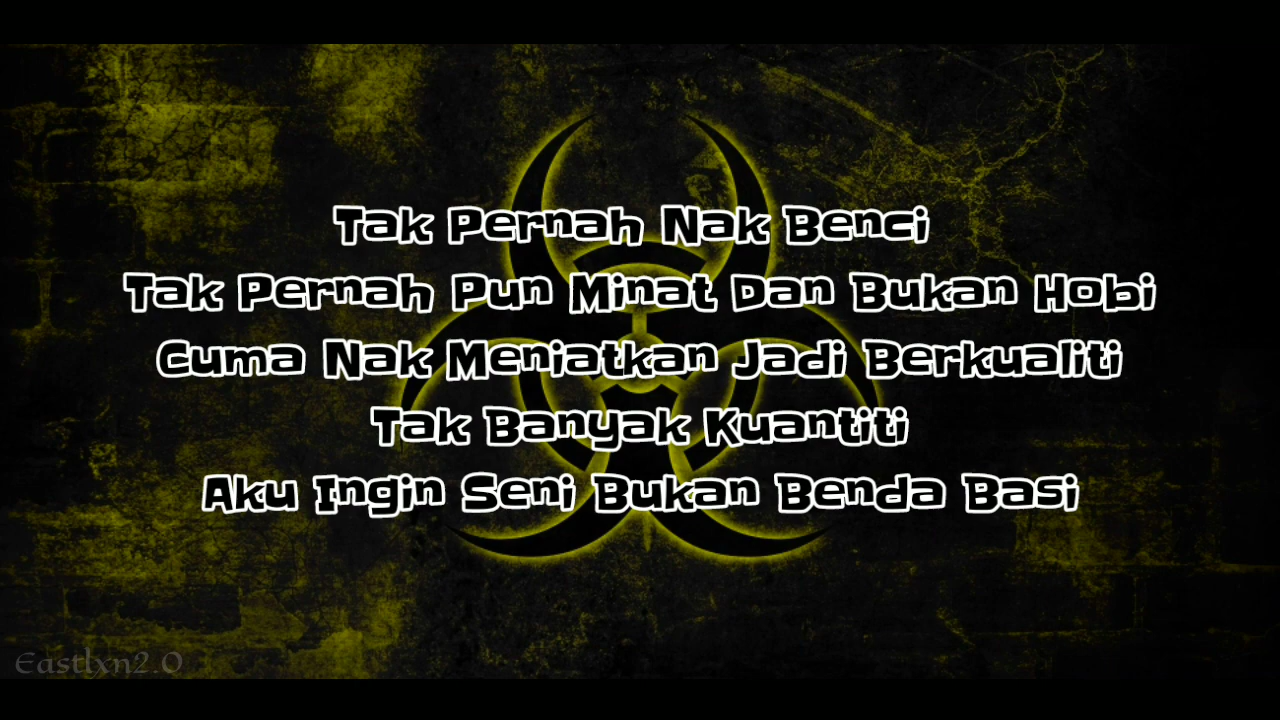 Tak Pernah Nak Benci
Tak Pernah Pun Minat Dan Bukan Hobi
Cuma Nak Meniatkan Jadi Berkualiti
Tak Banyak Kuantiti
Aku Ingin Seni Bukan Benda Basi
Eastlxn2.0